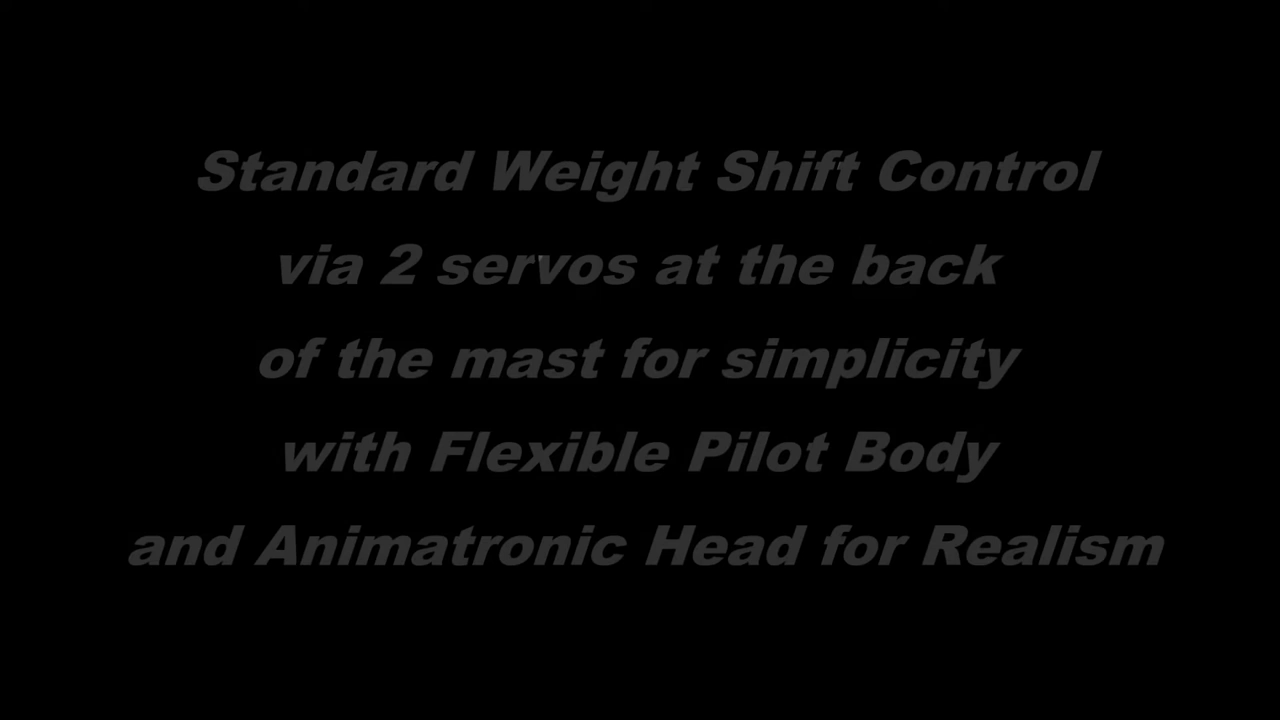 Standard Weight Shift Control
via 2 servos at the back
of the mast for simplicity
with Flexible Pilot Body
and Animatronic Head for Realism